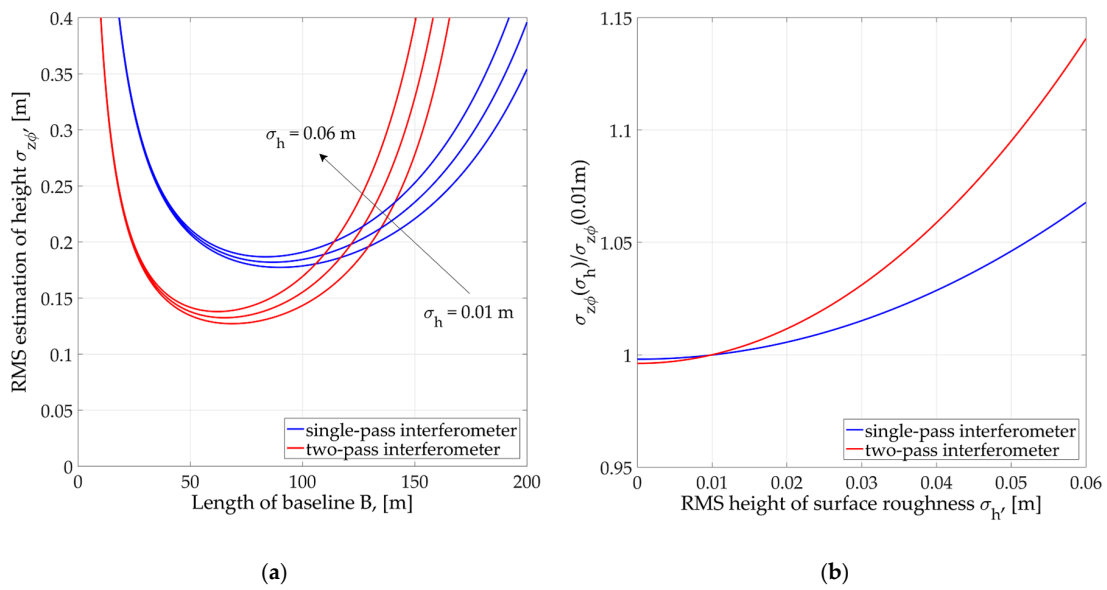 0.4
0.35
0.3
0.25
0.2
0.15
0.1
0.05
0
RMS estimation of height σzϕ, [m]
σh = 0.06 m
σh = 0.01 m
single-pass interferometer
two-pass interferometer
0 50 100 150 200
Length of baseline B, [m]
(a)
1.15
1.1
1.05
1
0.95
σzϕ(σh)/σzϕ(0.01m)
single-pass interferometer
two-pass interferometer
0 0.01 0.02 0.03 0.04 0.05 0.06
RMS height of surface roughness σh, [m]
(b)